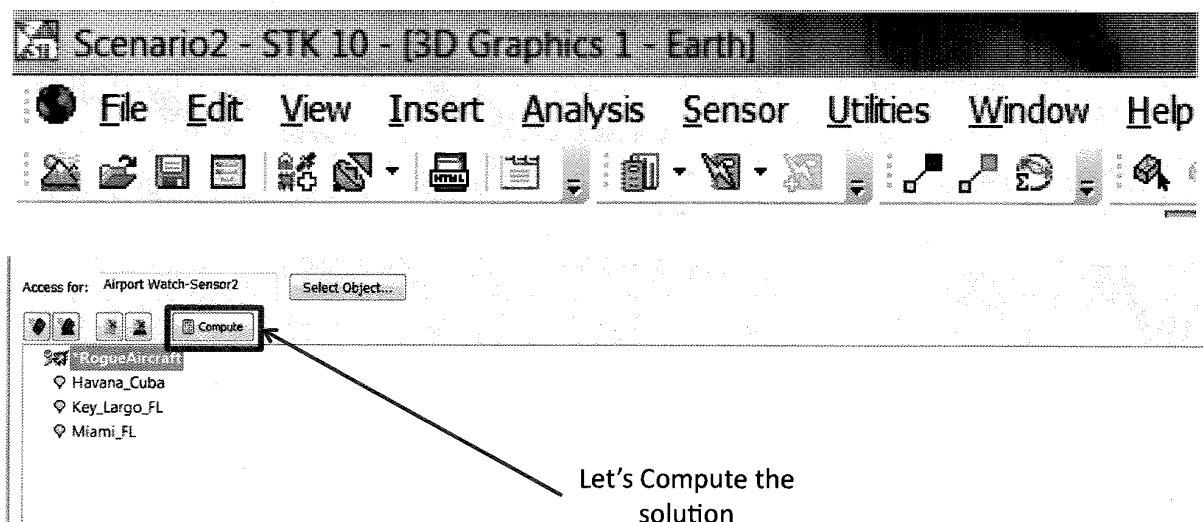 Scenario2 - STK 10 - [3D Graphics 1 - Earth]
File Edit View Insert Analysis Sensor Utilities Window Help
HTML
Access for: Airport Watch-Sensor2 Select Object...
Compute
*RogueAircraft
Havana_Cuba
Key_Largo_FL
Miami_FL
Let's Compute the
solution